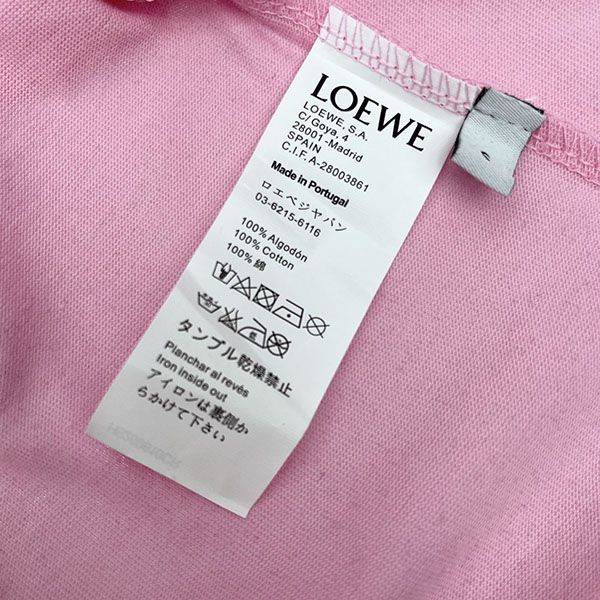 LOEWE
LOEWE, S.A.
C/ Goya, 4
28001 -Madrid
SPAIN
C.I.F. A-28003861
Made in Portugal
ロエベジャパン
03-6215-6116
100% Algodón
100% Cotton
100% 綿
タンブル乾燥禁止
Planchar al revés
Iron inside out
アイロンは裏側か
らかけて下さい